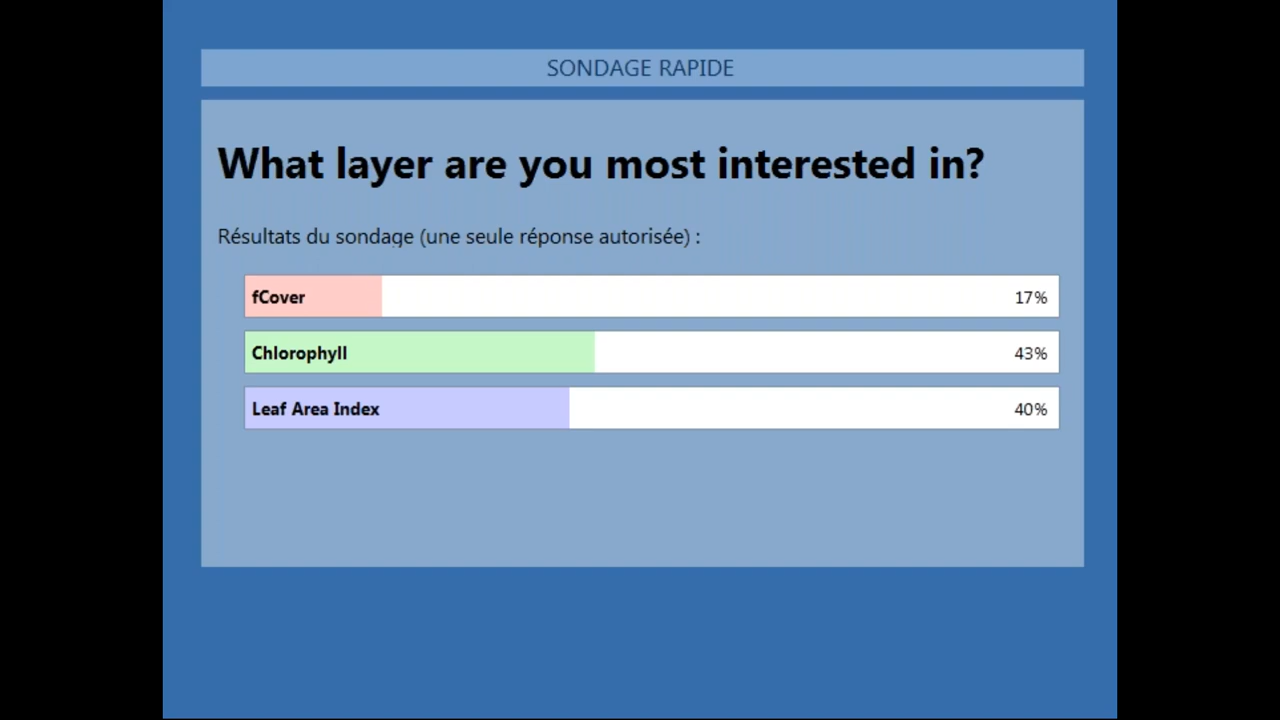 SONDAGE RAPIDE
What layer are you most interested in?
Résultats du sondage (une seule réponse autorisée) :
fCover 17%
Chlorophyll 43%
Leaf Area Index 40%